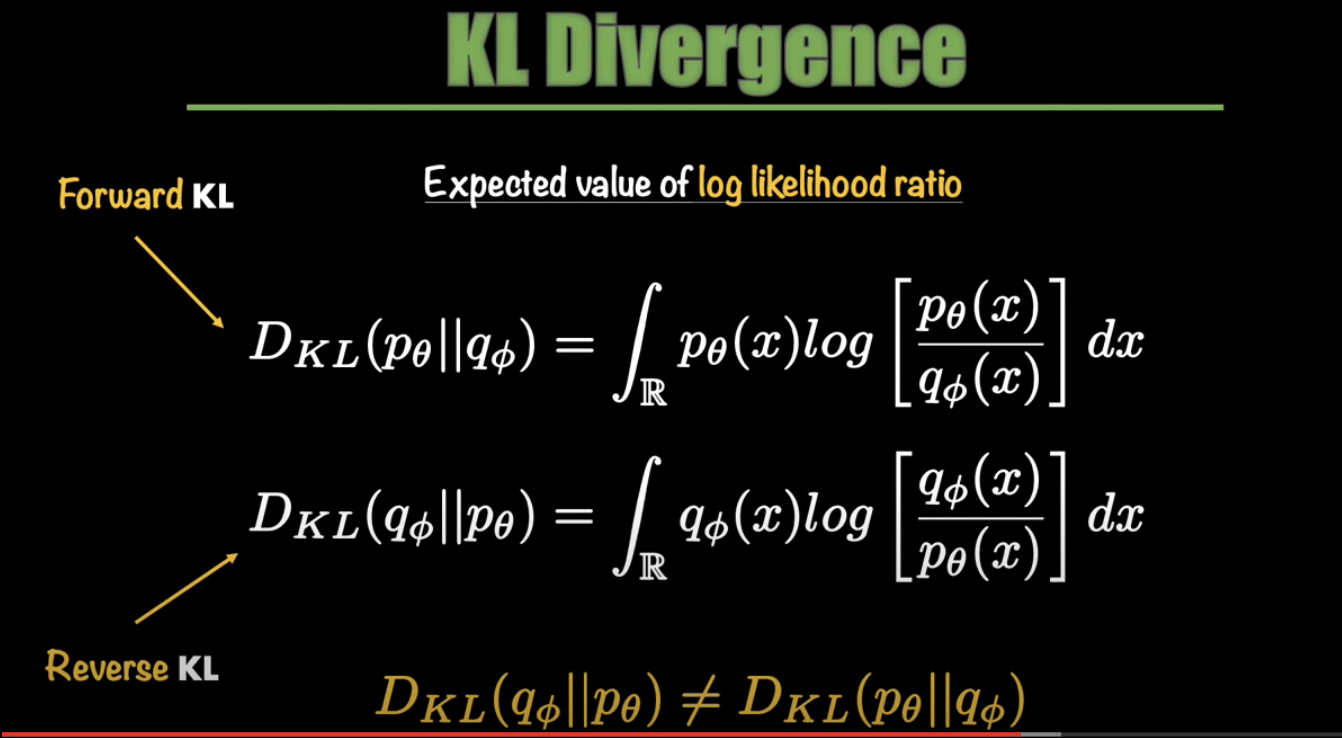 KL Divergence
Expected value of log likelihood ratio
Forward KL
D_{KL}(p_θ||q_ϕ) = ∫_ℝ p_θ(x)log [p_θ(x)/q_ϕ(x)] dx
D_{KL}(q_ϕ||p_θ) = ∫_ℝ q_ϕ(x)log [q_ϕ(x)/p_θ(x)] dx
Reverse KL
D_{KL}(q_ϕ||p_θ) ≠ D_{KL}(p_θ||q_ϕ)